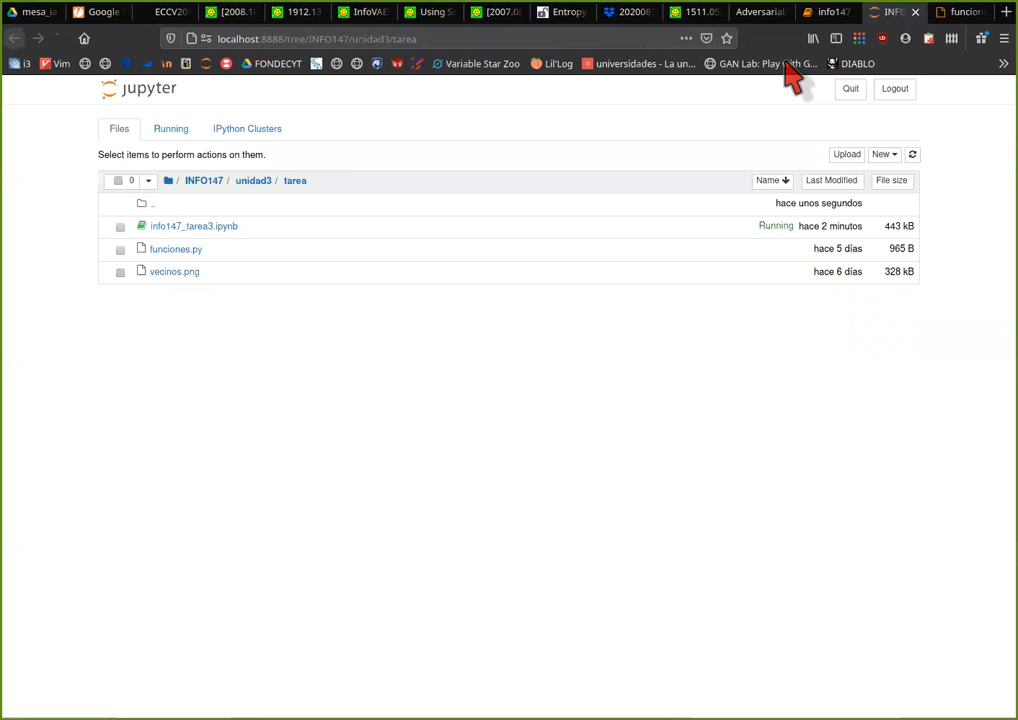 mesa_ia Google ECCV20 [2008.1 1912.13 InfoVAE: Using S [2007.0 Entropy 202008 1511.05 Adversarial info147 INFO funcion
localhost:8888/tree/INFO147/unidad3/tarea
i3 Vim in FONDECYT Variable Star Zoo Lil'Log universidades - La un... GAN Lab: Play with G... DIABLO
jupyter Quit Logout
Files Running IPython Clusters
Select items to perform actions on them. Upload New
0 / INFO147 / unidad3 / tarea Name Last Modified File size
.. hace unos segundos
info147_tarea3.ipynb Running hace 2 minutos 443 kB
funciones.py hace 5 días 965 B
vecinos.png hace 6 días 328 kB